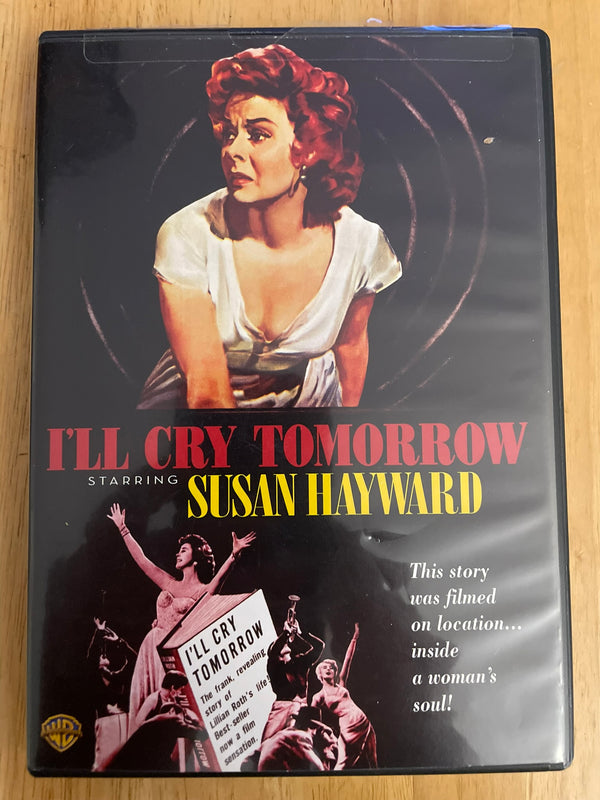 I'LL CRY TOMORROW
STARRING SUSAN HAYWARD
This story
was filmed
on location...
inside
a woman's
soul!
I'LL CRY
TOMORROW
The frank, revealing
story of
Lillian Roth's life!
Best-seller
now a film
sensation.
WB